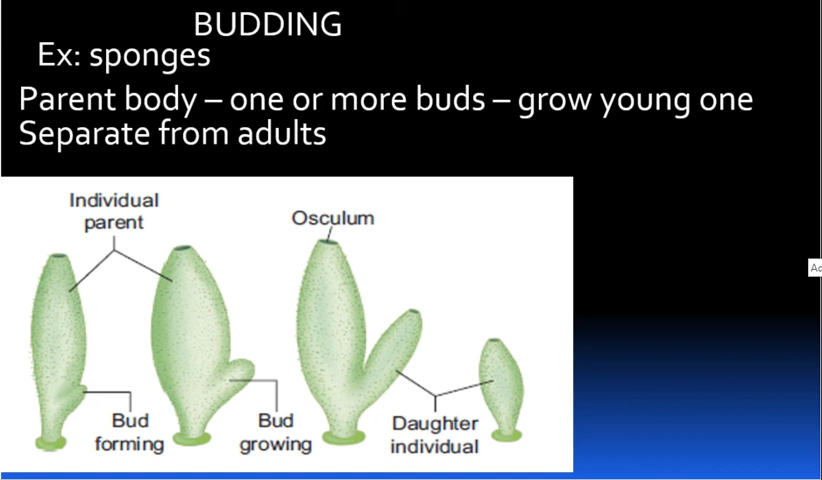 BUDDING
Ex: sponges
Parent body – one or more buds – grow young one
Separate from adults
Individual
parent
Osculum
Bud
forming
Bud
growing
Daughter
individual